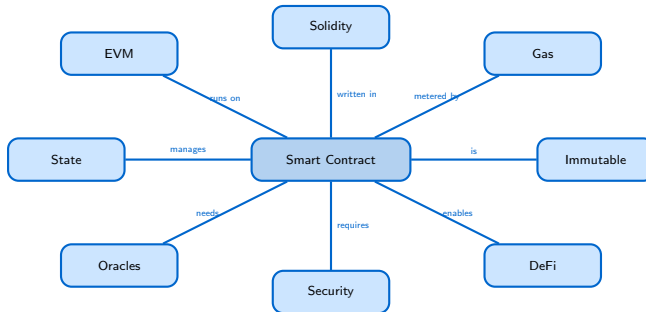 Solidity
EVM
Gas
runs on
written in
metered by
State
manages
Smart Contract
is
Immutable
needs
requires
enables
Oracles
Security
DeFi